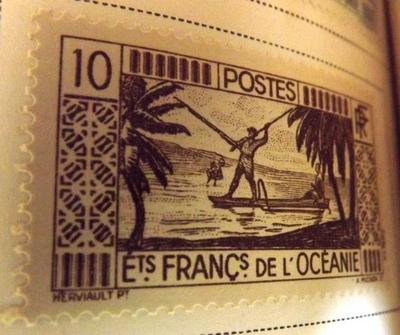 10
POSTES
RF
ÉTS FRANÇS DE L'OCÉANIE
HERVIAULT PT